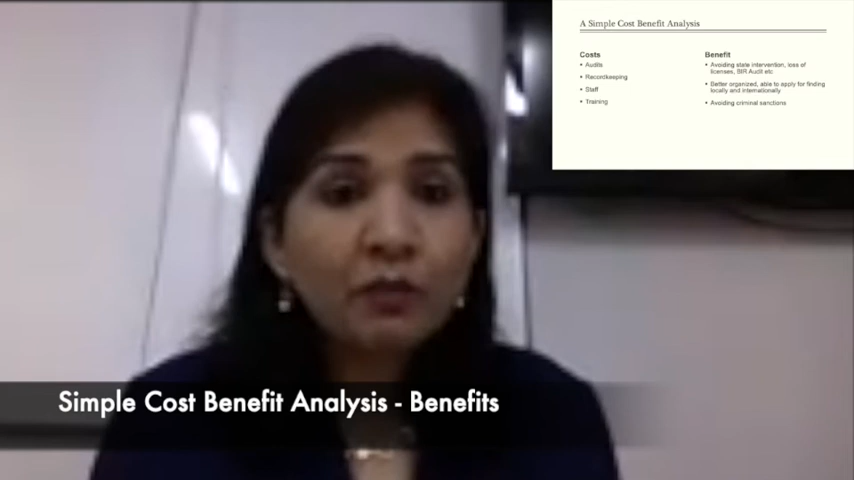 A Simple Cost Benefit Analysis
Costs
• Audits
• Recordkeeping
• Staff
• Training
Benefit
• Avoiding state intervention, loss of
licenses, BIR Audit etc
• Better organized, able to apply for finding
locally and internationally
• Avoiding criminal sanctions
Simple Cost Benefit Analysis - Benefits